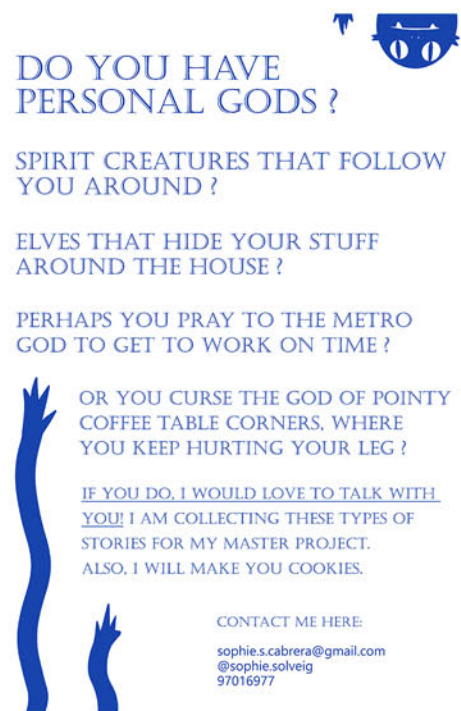 DO YOU HAVE
PERSONAL GODS ?
SPIRIT CREATURES THAT FOLLOW
YOU AROUND ?
ELVES THAT HIDE YOUR STUFF
AROUND THE HOUSE ?
PERHAPS YOU PRAY TO THE METRO
GOD TO GET TO WORK ON TIME ?
OR YOU CURSE THE GOD OF POINTY
COFFEE TABLE CORNERS, WHERE
YOU KEEP HURTING YOUR LEG ?
IF YOU DO, I WOULD LOVE TO TALK WITH
YOU! I AM COLLECTING THESE TYPES OF
STORIES FOR MY MASTER PROJECT.
ALSO, I WILL MAKE YOU COOKIES.
CONTACT ME HERE:
sophie.s.cabrera@gmail.com
@sophie.solveig
97016977